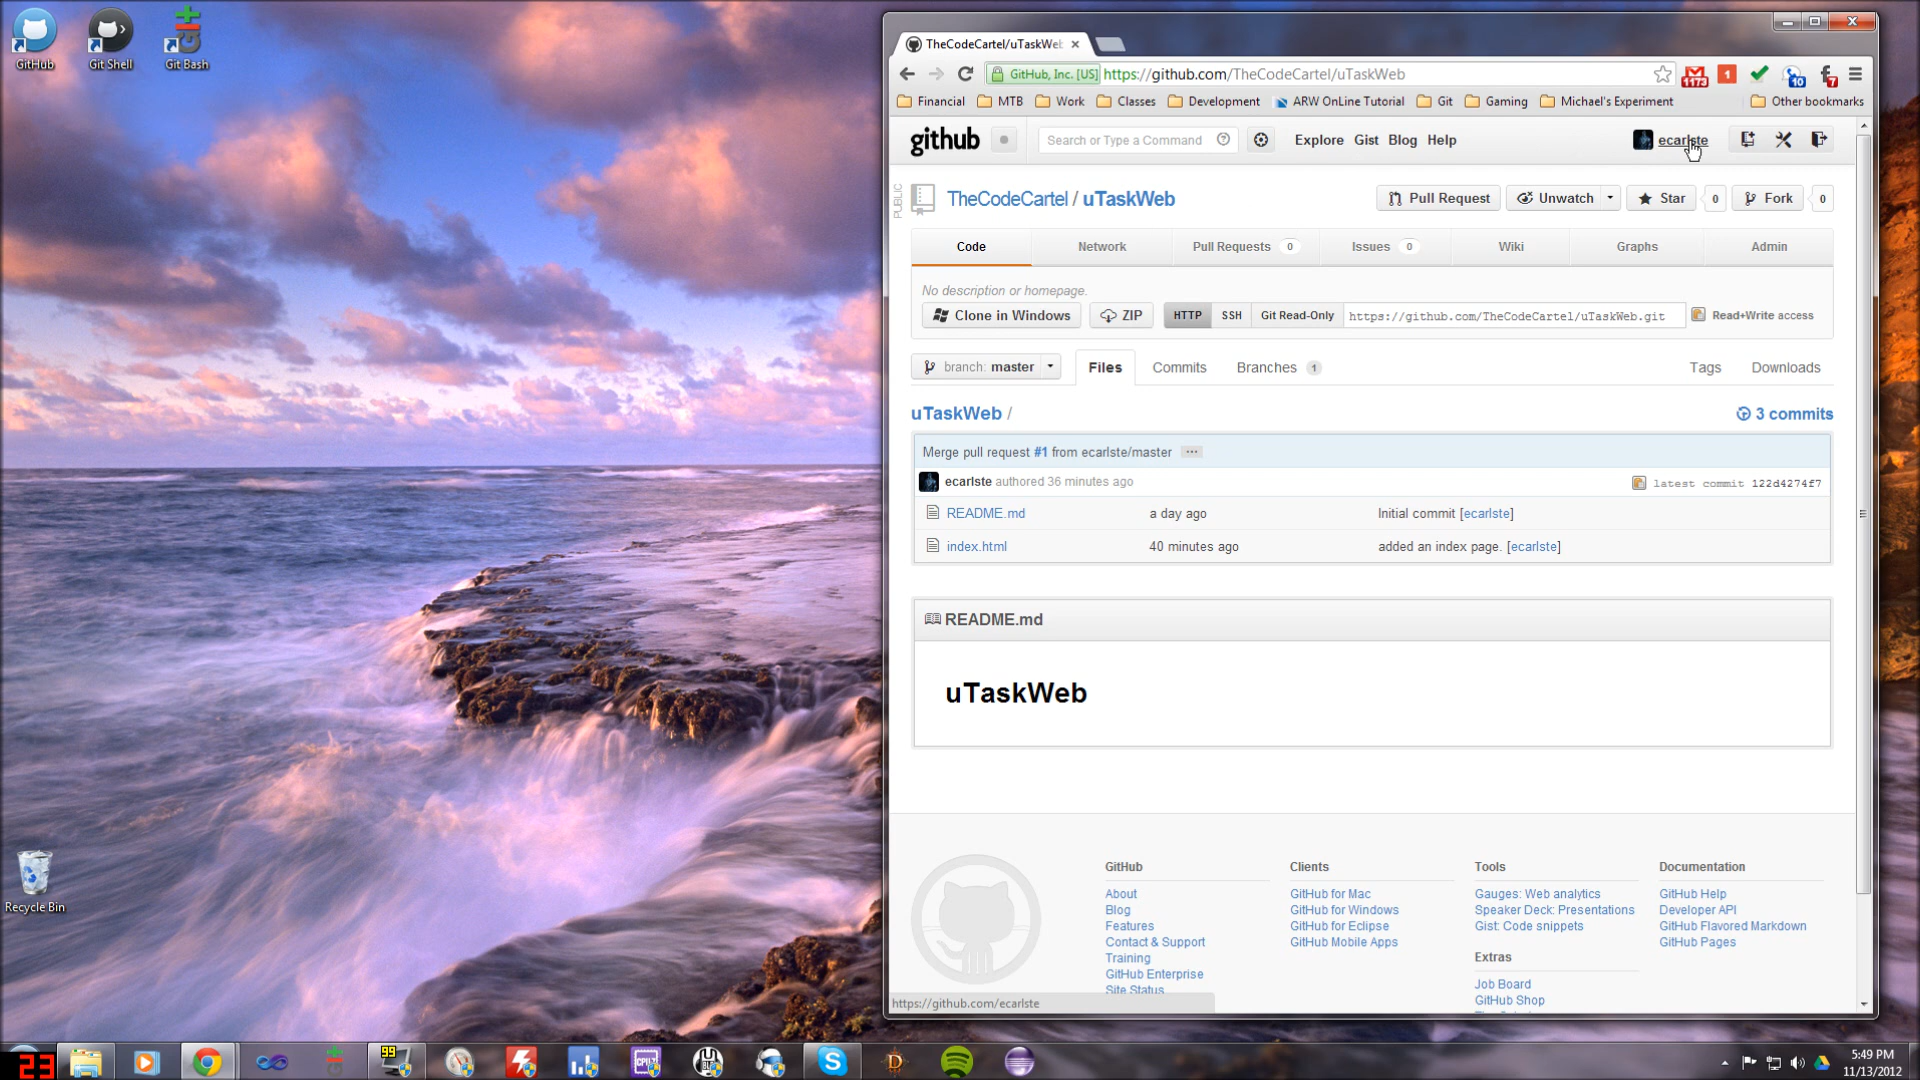 GitHub
Git Shell
Git Bash
Recycle Bin
TheCodeCartel/uTaskWeb
GitHub, Inc. [US] https://github.com/TheCodeCartel/uTaskWeb
1173 1 10 7
Financial MTB Work Classes Development ARW OnLine Tutorial Git Gaming Michael's Experiment Other bookmarks
github Search or Type a Command Explore Gist Blog Help ecarlste
PUBLIC
TheCodeCartel / uTaskWeb Pull Request Unwatch Star 0 Fork 0
Code Network Pull Requests 0 Issues 0 Wiki Graphs Admin
No description or homepage.
Clone in Windows ZIP HTTP SSH Git Read-Only https://github.com/TheCodeCartel/uTaskWeb.git Read+Write access
branch: master Files Commits Branches 1 Tags Downloads
uTaskWeb / 3 commits
Merge pull request #1 from ecarlste/master ...
ecarlste authored 36 minutes ago latest commit 122d4274f7
README.md a day ago Initial commit [ecarlste]
index.html 40 minutes ago added an index page. [ecarlste]
README.md
uTaskWeb
GitHub
About
Blog
Features
Contact & Support
Training
GitHub Enterprise
Site Status
Clients
GitHub for Mac
GitHub for Windows
GitHub for Eclipse
GitHub Mobile Apps
Tools
Gauges: Web analytics
Speaker Deck: Presentations
Gist: Code snippets
Extras
Job Board
GitHub Shop
Documentation
GitHub Help
Developer API
GitHub Flavored Markdown
GitHub Pages
https://github.com/ecarlste
23
99
5:49 PM
11/13/2012